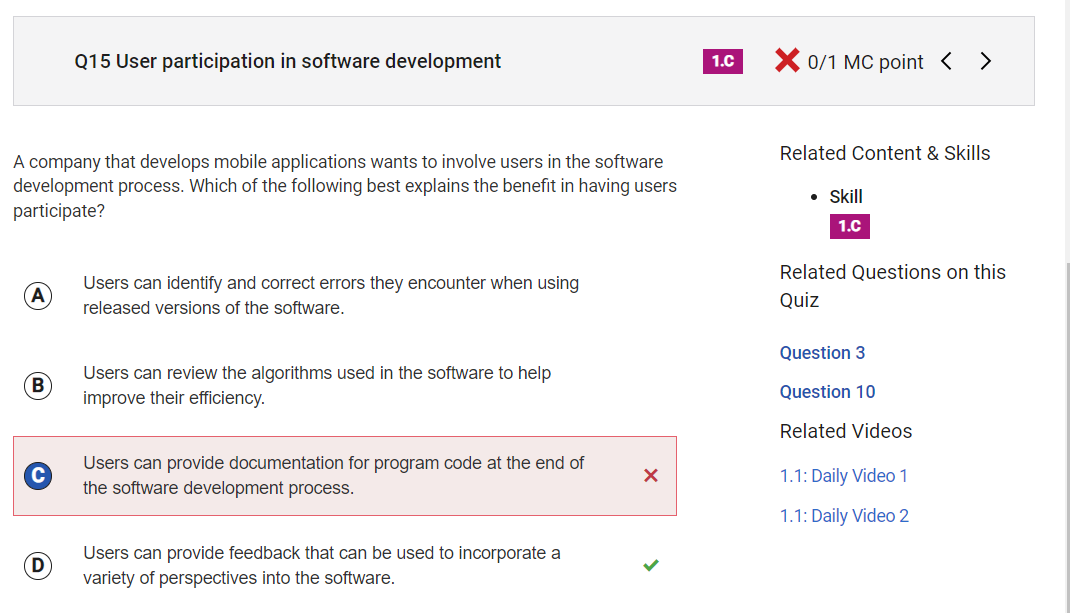 Q15 User participation in software development
1.C
0/1 MC point
A company that develops mobile applications wants to involve users in the software
development process. Which of the following best explains the benefit in having users
participate?
A
Users can identify and correct errors they encounter when using
released versions of the software.
B
Users can review the algorithms used in the software to help
improve their efficiency.
C
Users can provide documentation for program code at the end of
the software development process.
D
Users can provide feedback that can be used to incorporate a
variety of perspectives into the software.
Related Content & Skills
• Skill
1.C
Related Questions on this
Quiz
Question 3
Question 10
Related Videos
1.1: Daily Video 1
1.1: Daily Video 2